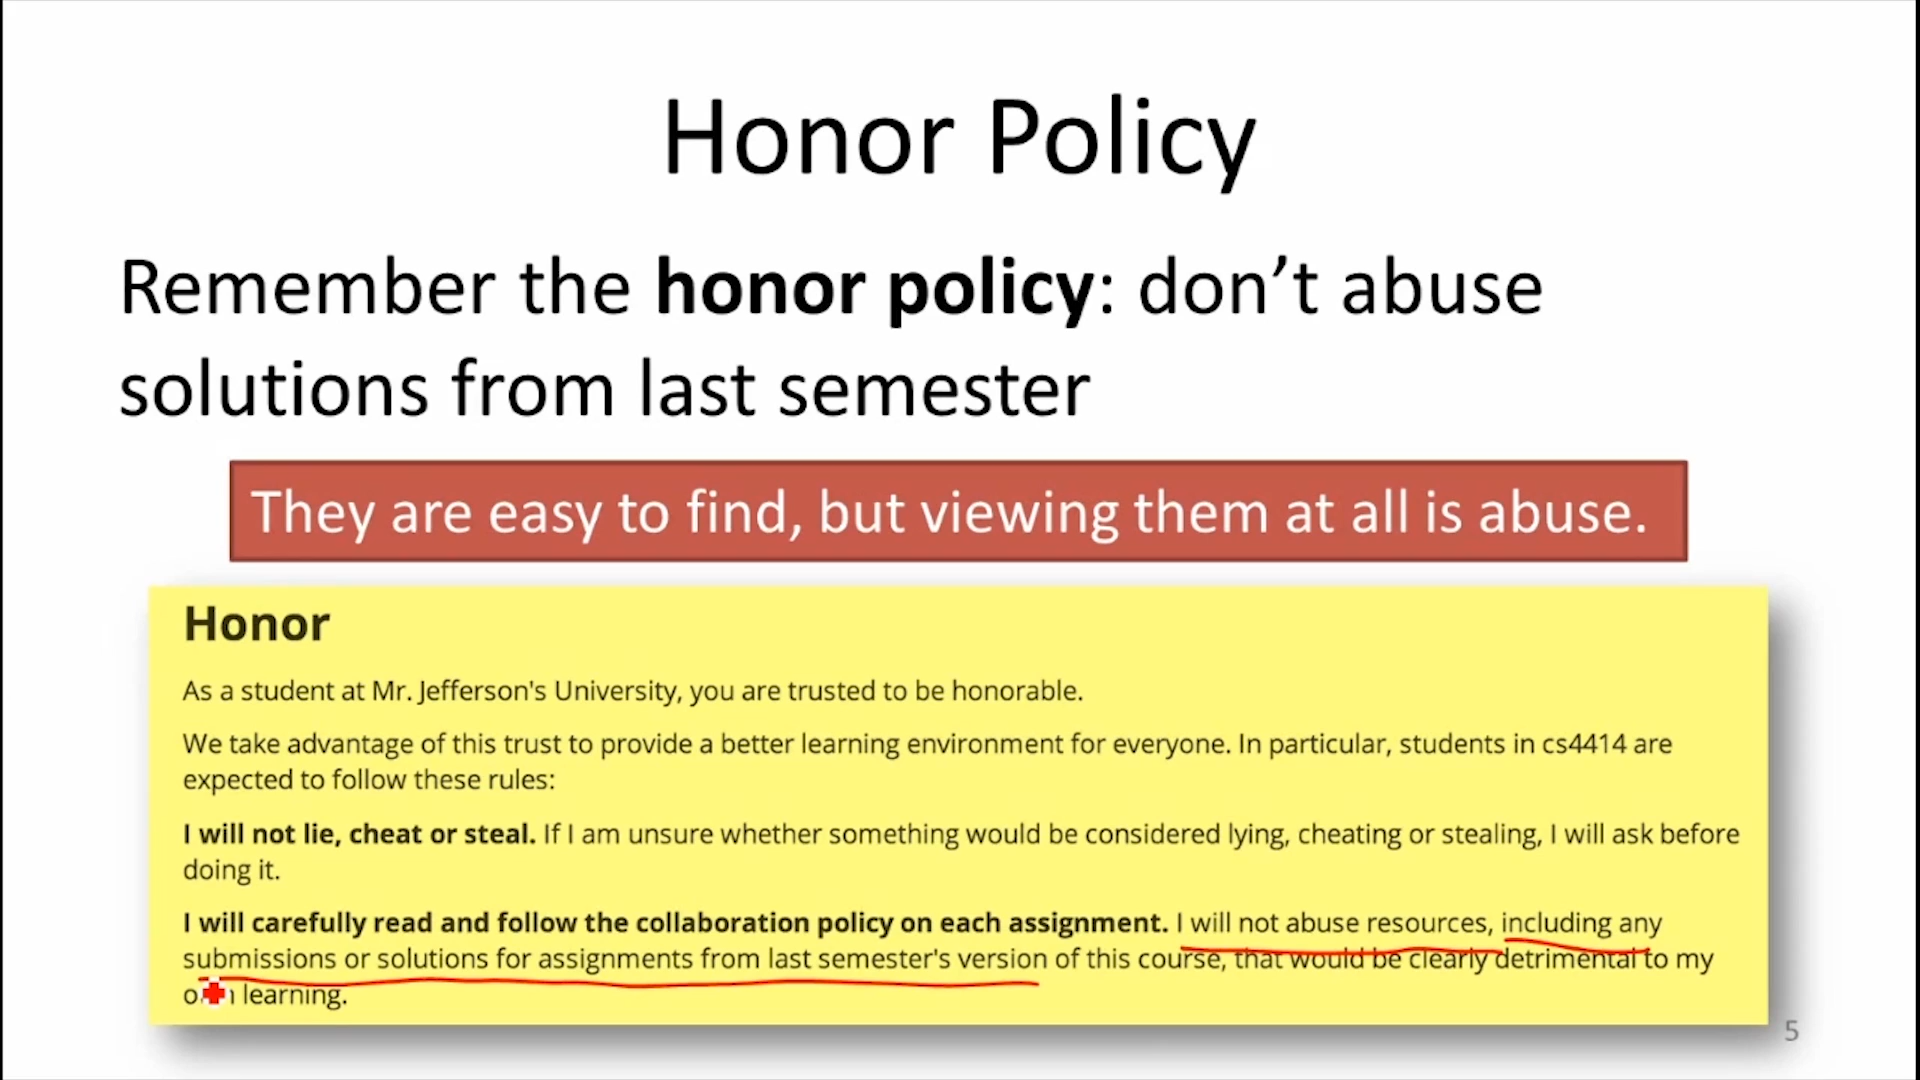 Honor Policy
Remember the honor policy: don’t abuse
solutions from last semester
They are easy to find, but viewing them at all is abuse.
Honor
As a student at Mr. Jefferson's University, you are trusted to be honorable.
We take advantage of this trust to provide a better learning environment for everyone. In particular, students in cs4414 are
expected to follow these rules:
I will not lie, cheat or steal. If I am unsure whether something would be considered lying, cheating or stealing, I will ask before
doing it.
I will carefully read and follow the collaboration policy on each assignment. I will not abuse resources, including any
submissions or solutions for assignments from last semester's version of this course, that would be clearly detrimental to my
learning.
5